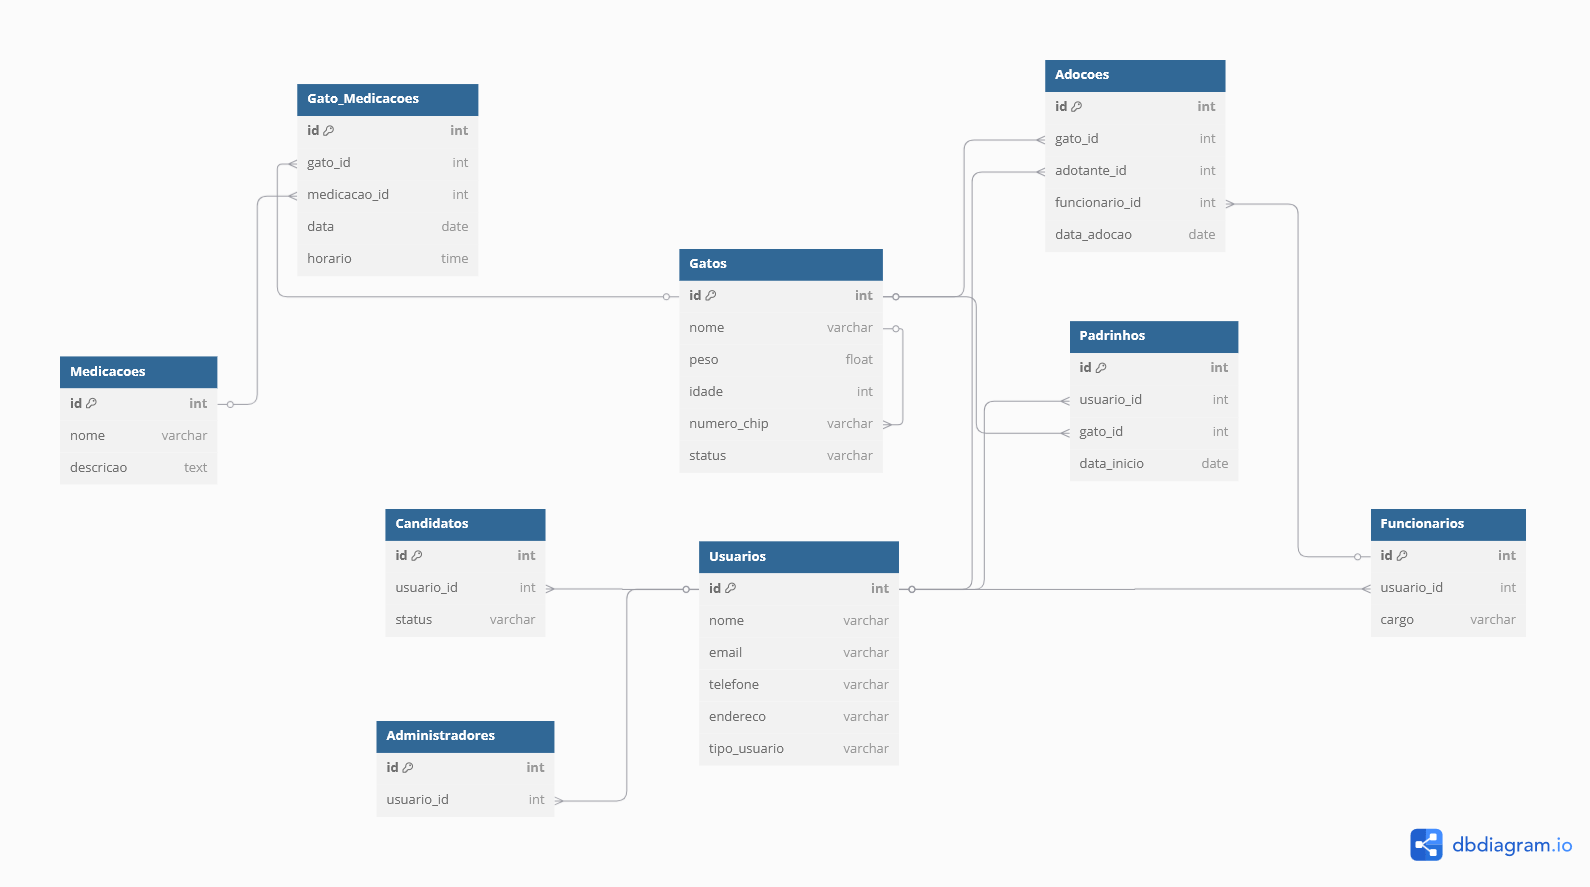 Gato_Medicacoes
id int
gato_id int
medicacao_id int
data date
horario time
Medicacoes
id int
nome varchar
descricao text
Gatos
id int
nome varchar
peso float
idade int
numero_chip varchar
status varchar
Adocoes
id int
gato_id int
adotante_id int
funcionario_id int
data_adocao date
Padrinhos
id int
usuario_id int
gato_id int
data_inicio date
Candidatos
id int
usuario_id int
status varchar
Usuarios
id int
nome varchar
email varchar
telefone varchar
endereco varchar
tipo_usuario varchar
Funcionarios
id int
usuario_id int
cargo varchar
Administradores
id int
usuario_id int
dbdiagram.io